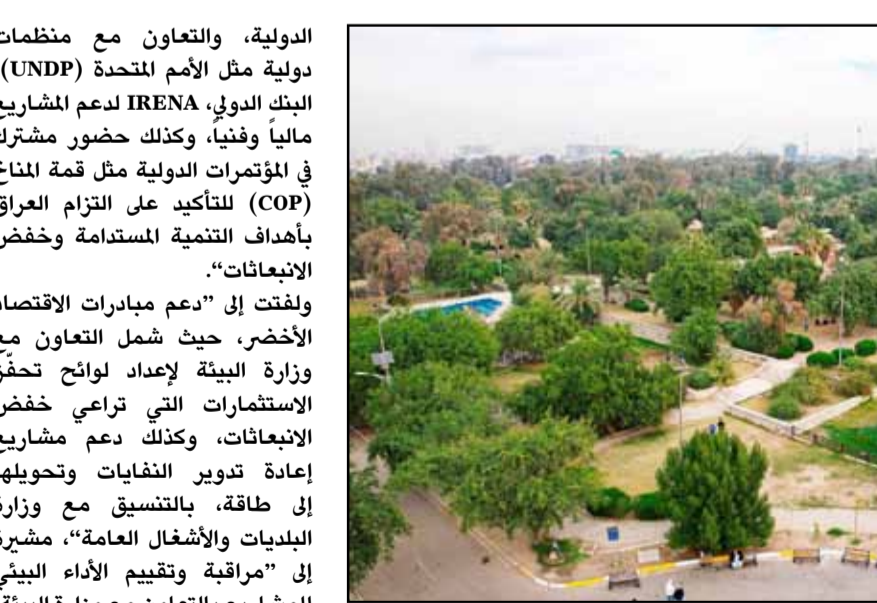 الدولية، والتعاون مع منظمات
دولية مثل الأمم المتحدة (UNDP)
البنك الدولي، IRENA لدعم المشاريع
مالياً وفنياً، وكذلك حضور مشترك
في المؤتمرات الدولية مثل قمة المناخ
(COP) للتأكيد على التزام العراق
بأهداف التنمية المستدامة وخفض
الانبعاثات“.
ولفتت إلى ”دعم مبادرات الاقتصاد
الأخضر، حيث شمل التعاون مع
وزارة البيئة لإعداد لوائح تحفّز
الاستثمارات التي تراعي خفض
الانبعاثات، وكذلك دعم مشاريع
إعادة تدوير النفايات وتحويلها
إلى طاقة، بالتنسيق مع وزارة
البلديات والأشغال العامة“، مشيرة
إلى ”مراقبة وتقييم الأداء البيئي